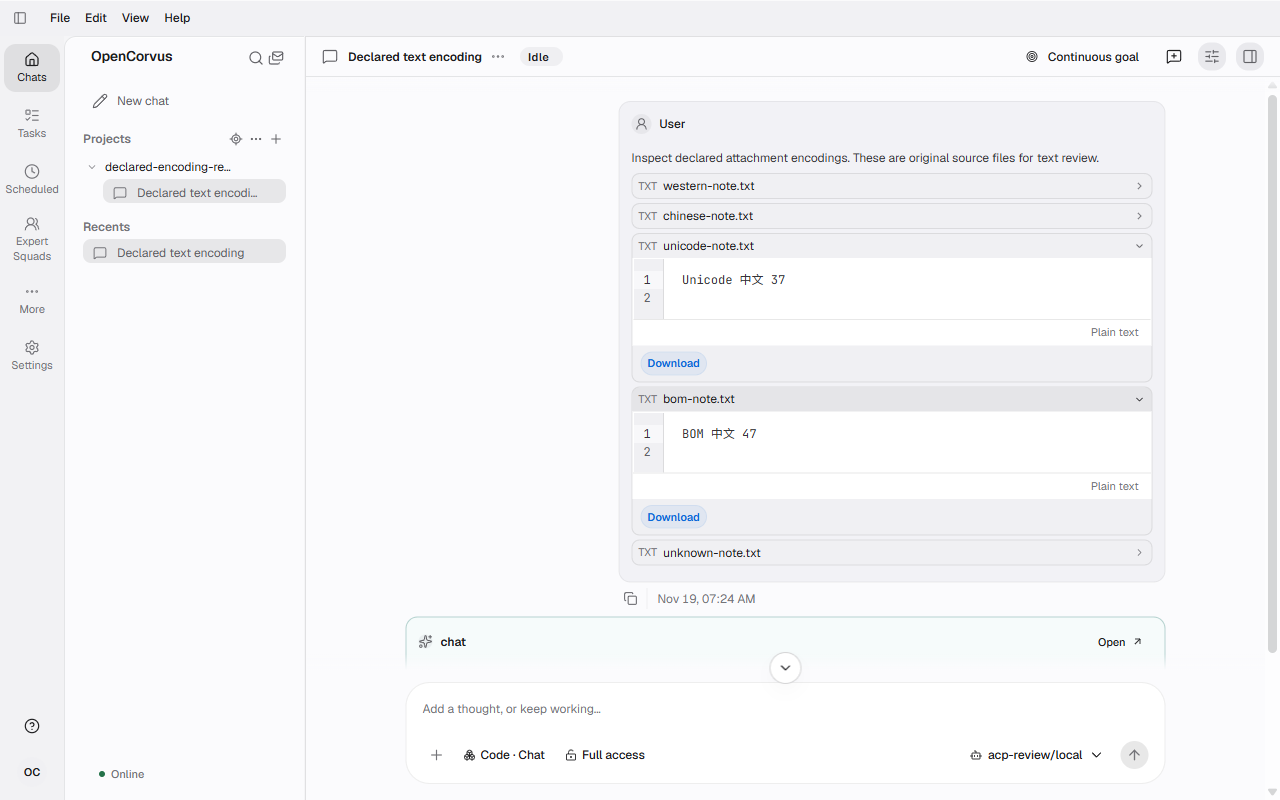 File Edit View Help
Chats
Tasks
Scheduled
Expert
Squads
More
Settings
OC
OpenCorvus
New chat
Projects
declared-encoding-re...
Declared text encodi...
Recents
Declared text encoding
Online
Declared text encoding
Idle
Continuous goal
User
Inspect declared attachment encodings. These are original source files for text review.
TXT western-note.txt
TXT chinese-note.txt
TXT unicode-note.txt
1 Unicode 中文 37
2
Plain text
Download
TXT bom-note.txt
1 BOM 中文 47
2
Plain text
Download
TXT unknown-note.txt
Nov 19, 07:24 AM
chat
Open
Add a thought, or keep working...
Code · Chat
Full access
acp-review/local